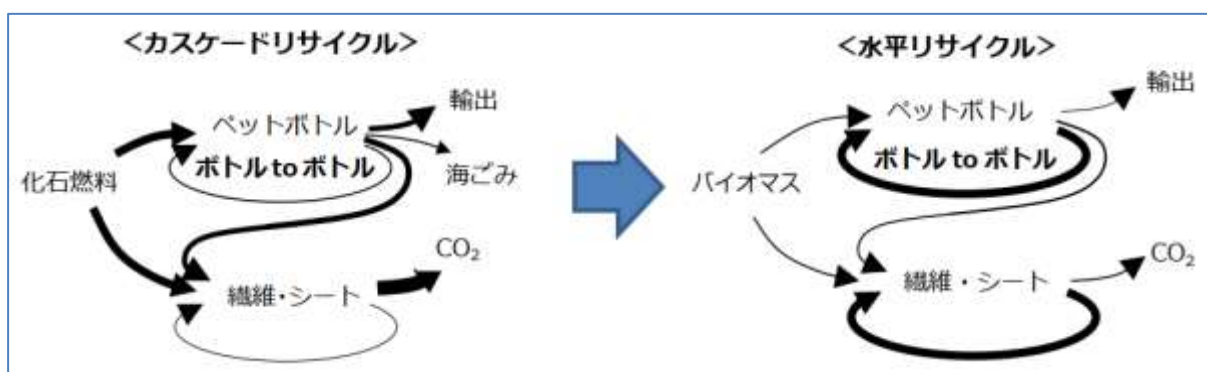 <カスケードリサイクル>
輸出
ペットボトル
ボトル to ボトル
海ごみ
化石燃料
CO₂
繊維・シート
<水平リサイクル>
輸出
ペットボトル
ボトル to ボトル
バイオマス
CO₂
繊維・シート